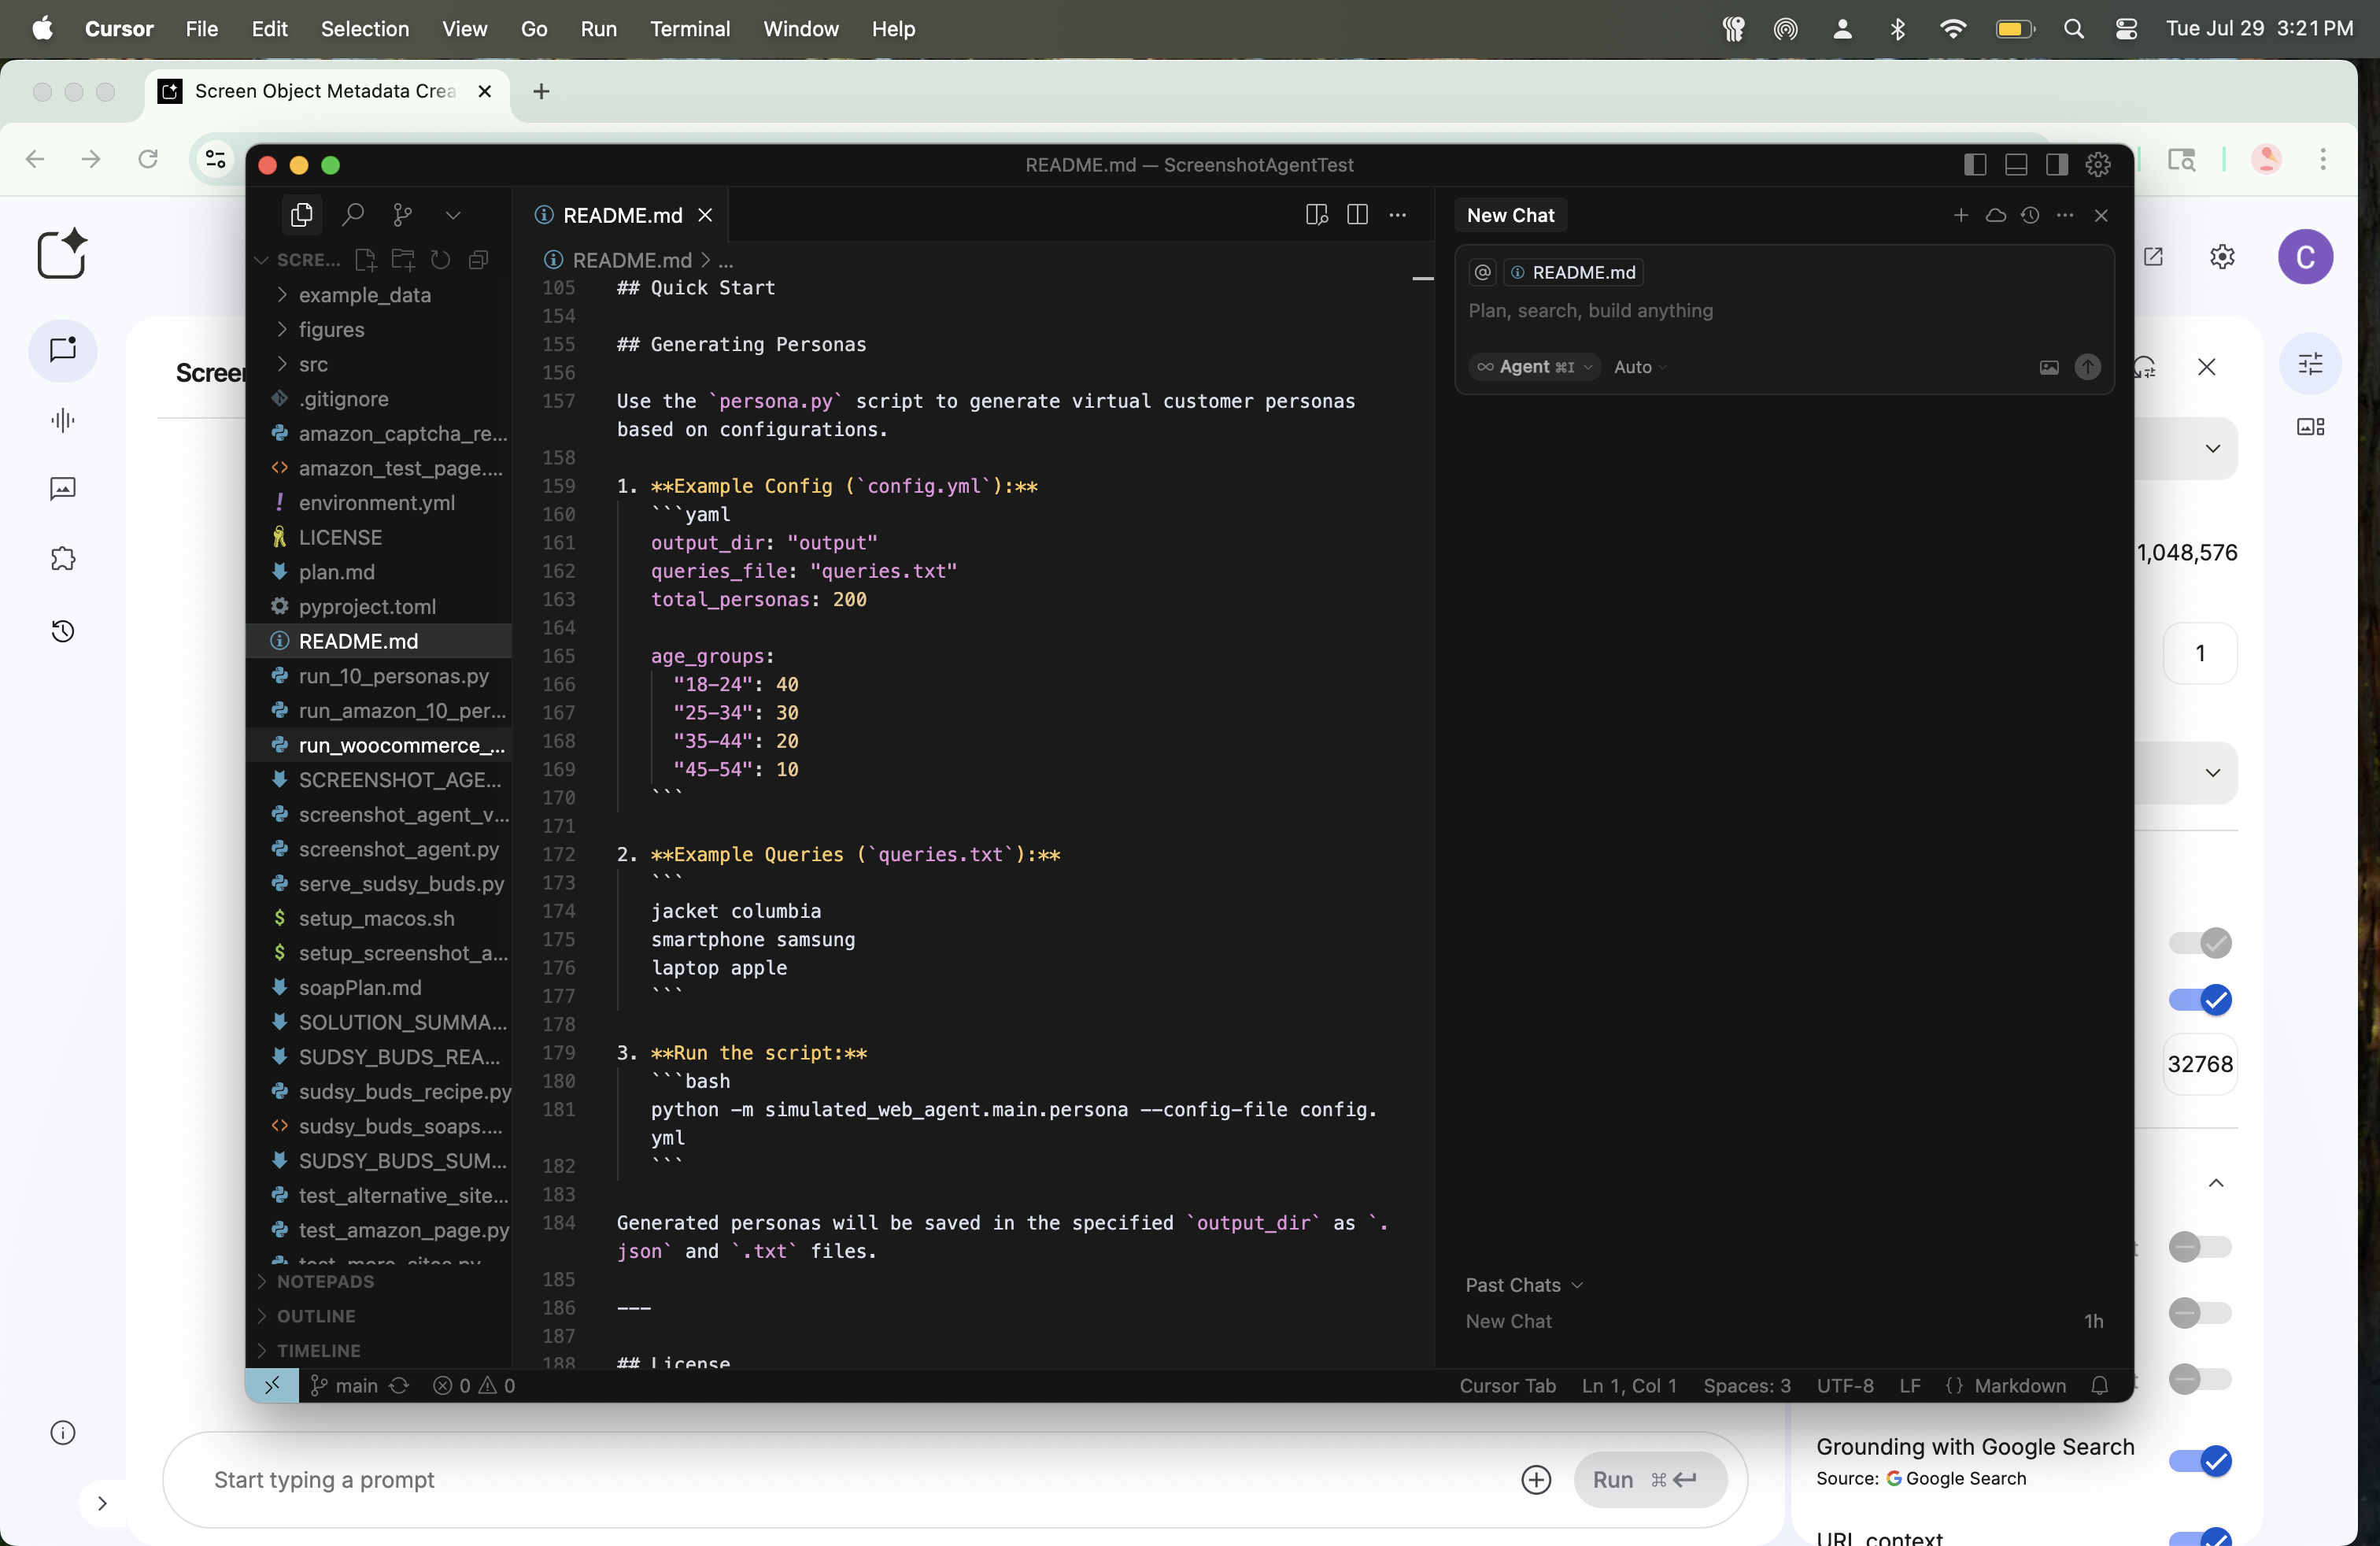 Cursor File Edit Selection View Go Run Terminal Window Help Tue Jul 29 3:21 PM
Screen Object Metadata Crea
README.md — ScreenshotAgentTest
README.md
New Chat
SCRE...
README.md > ...
@ README.md
Plan, search, build anything
Agent ⌘I Auto
C
Screen
example_data
figures
src
.gitignore
amazon_captcha_re...
amazon_test_page....
environment.yml
LICENSE
plan.md
pyproject.toml
README.md
run_10_personas.py
run_amazon_10_per...
run_woocommerce_...
SCREENSHOT_AGE...
screenshot_agent_v...
screenshot_agent.py
serve_sudsy_buds.py
setup_macos.sh
setup_screenshot_a...
soapPlan.md
SOLUTION_SUMMA...
SUDSY_BUDS_REA...
sudsy_buds_recipe.py
sudsy_buds_soaps....
SUDSY_BUDS_SUM...
test_alternative_site...
test_amazon_page.py
test_more_sites.py
NOTEPADS
OUTLINE
TIMELINE
105 ## Quick Start
154
155 ## Generating Personas
156
157 Use the `persona.py` script to generate virtual customer personas
based on configurations.
158
159 1. **Example Config (`config.yml`):**
160 ```yaml
161 output_dir: "output"
162 queries_file: "queries.txt"
163 total_personas: 200
164
165 age_groups:
166 "18-24": 40
167 "25-34": 30
168 "35-44": 20
169 "45-54": 10
170 ```
171
172 2. **Example Queries (`queries.txt`):**
173 ```
174 jacket columbia
175 smartphone samsung
176 laptop apple
177 ```
178
179 3. **Run the script:**
180 ```bash
181 python -m simulated_web_agent.main.persona --config-file config.
yml
182 ```
183
184 Generated personas will be saved in the specified `output_dir` as `.
json` and `.txt` files.
185
186 ---
187
188 ## License
Past Chats
New Chat 1h
main 0 0 Cursor Tab Ln 1, Col 1 Spaces: 3 UTF-8 LF {} Markdown
1,048,576
1
32768
Grounding with Google Search
Source: G Google Search
URL context
Start typing a prompt
Run ⌘ ↵